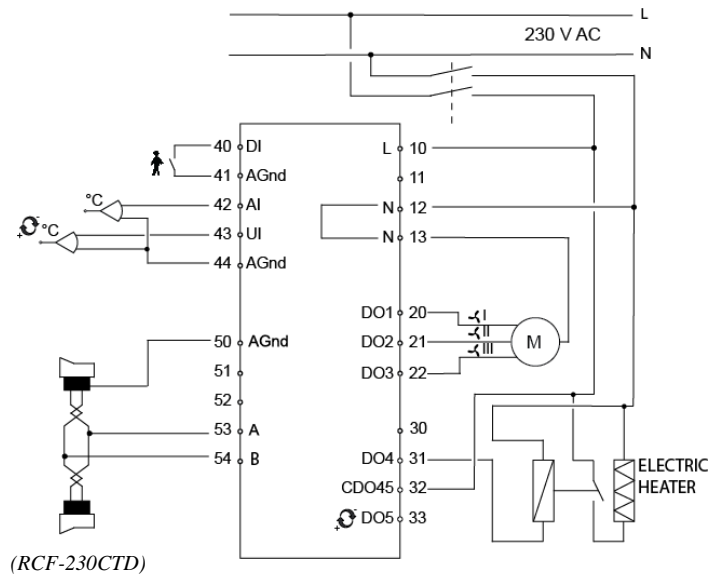 L
230 V AC
N
40 DI
41 AGnd
°C
42 AI
°C
43 UI
44 AGnd
50 AGnd
51
52
53 A
54 B
L 10
11
N 12
N 13
DO1 20
I
DO2 21
II
III
M
DO3 22
30
DO4 31
CDO45 32
DO5 33
ELECTRIC
HEATER
(RCF-230CTD)